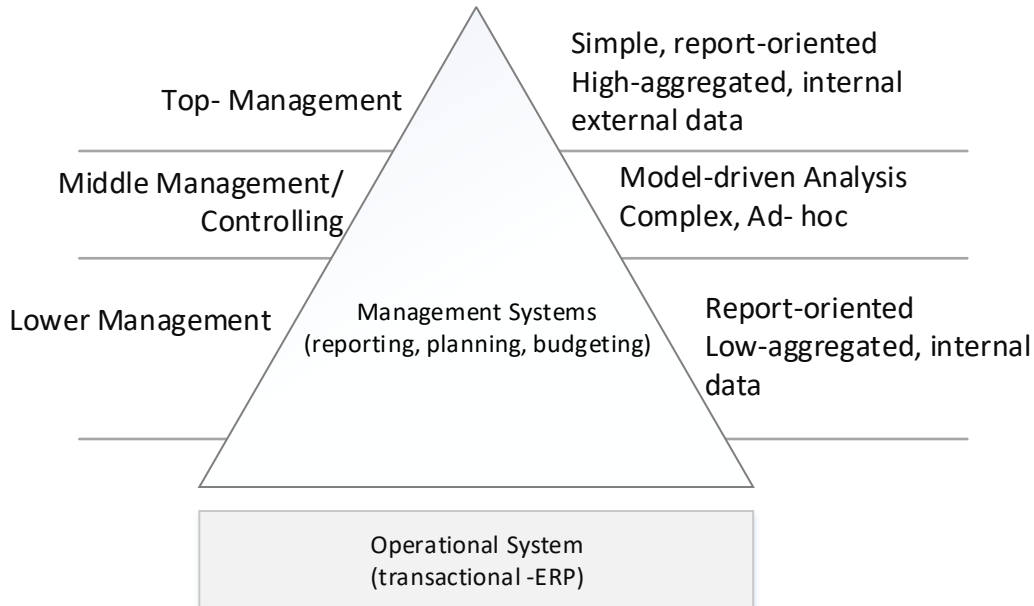 Top- Management
Simple, report-oriented
High-aggregated, internal
external data
Middle Management/
Controlling
Model-driven Analysis
Complex, Ad- hoc
Lower Management
Management Systems
(reporting, planning, budgeting)
Report-oriented
Low-aggregated, internal
data
Operational System
(transactional -ERP)